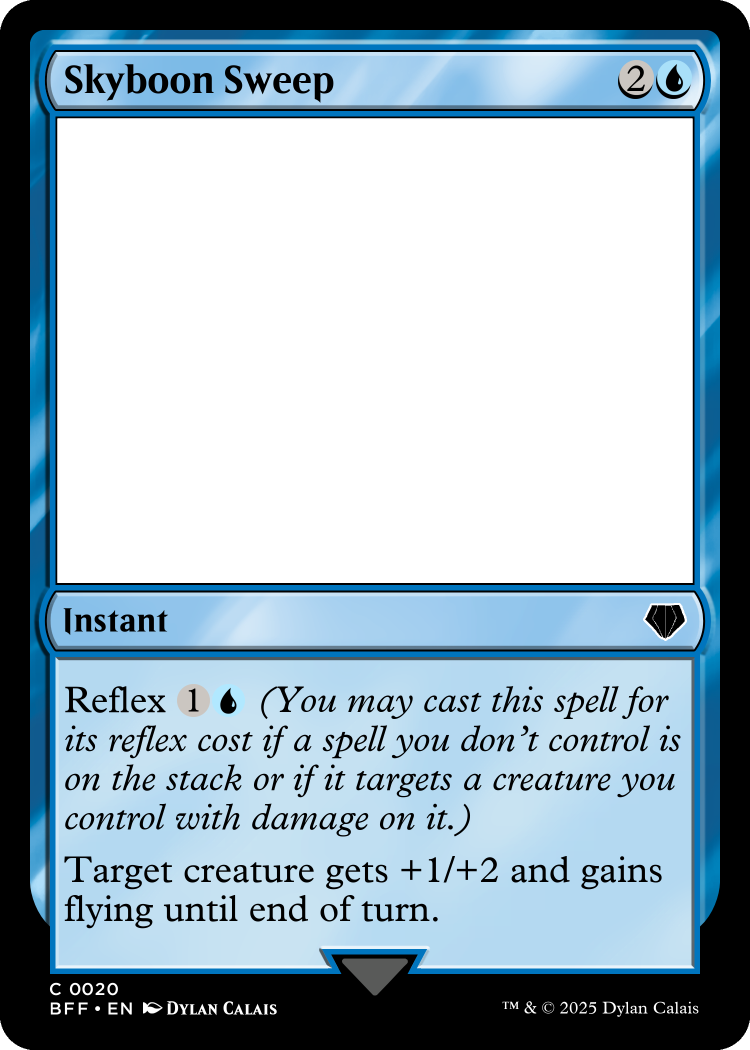 Skyboon Sweep 2
Instant
Reflex 1 (You may cast this spell for
its reflex cost if a spell you don't control is
on the stack or if it targets a creature you
control with damage on it.)
Target creature gets +1/+2 and gains
flying until end of turn.
C 0020
BFF • EN Dylan Calais
™ & © 2025 Dylan Calais